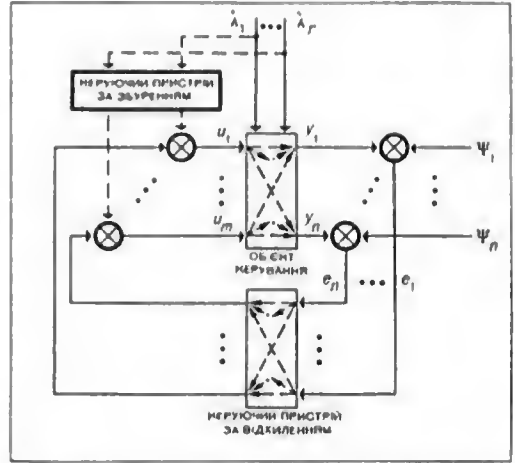 λ₁ ••• λᵣ
КЕРУЮЧИЙ ПРИСТРІЙ
ЗА ЗБУРЕННЯМ
u₁
y₁
Ψ₁
uₘ
yₙ
Ψₙ
ОБ'ЄКТ
КЕРУВАННЯ
eₙ ••• e₁
КЕРУЮЧИЙ ПРИСТРІЙ
ЗА ВІДХИЛЕННЯМ